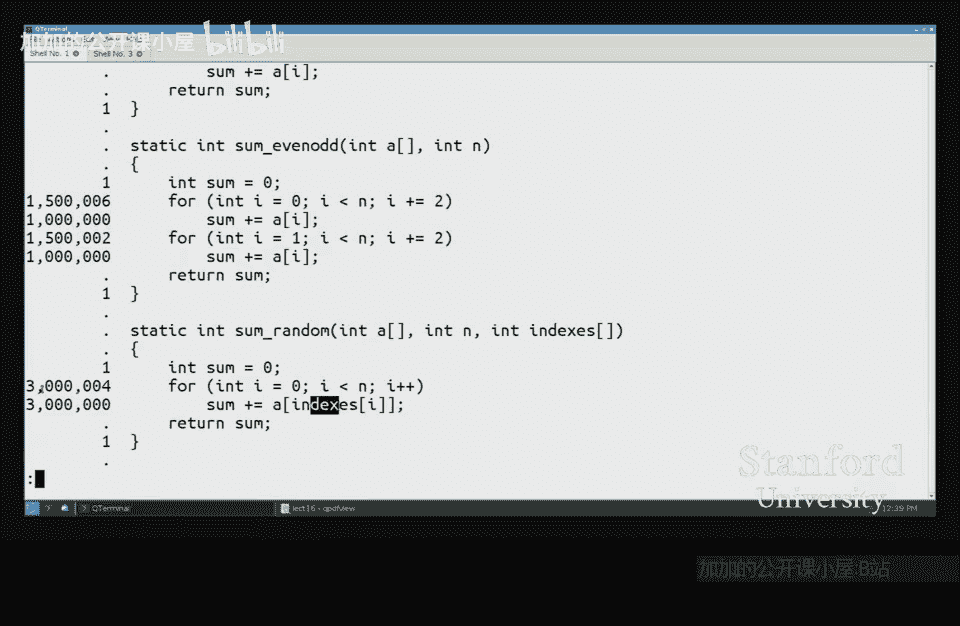 QTerminal
加加的公开课小屋 bilibili
Shell No. 1 Shell No. 3
. sum += a[i];
. return sum;
1 }
.
. static int sum_evenodd(int a[], int n)
. {
1 int sum = 0;
1,500,006 for (int i = 0; i < n; i += 2)
1,000,000 sum += a[i];
1,500,002 for (int i = 1; i < n; i += 2)
1,000,000 sum += a[i];
. return sum;
1 }
.
. static int sum_random(int a[], int n, int indexes[])
. {
1 int sum = 0;
3,000,004 for (int i = 0; i < n; i++)
3,000,000 sum += a[indexes[i]];
. return sum;
1 }
.
:
Stanford
University
QTerminal lect16 - qpdfview 12:39 PM
加加的公开课小屋 B站